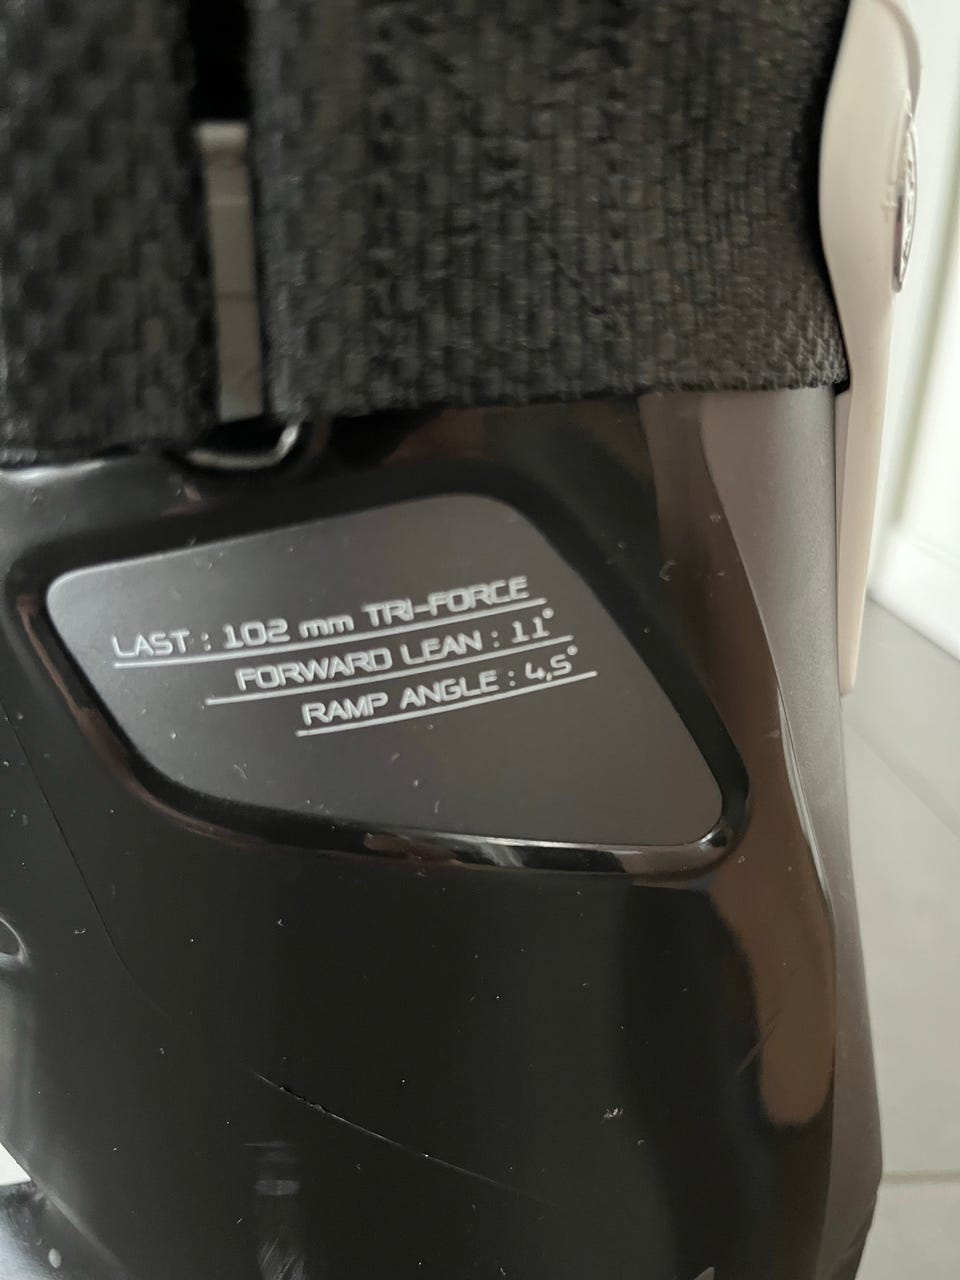 LAST : 102 mm TRI-FORCE
FORWARD LEAN : 11°
RAMP ANGLE : 4,5°